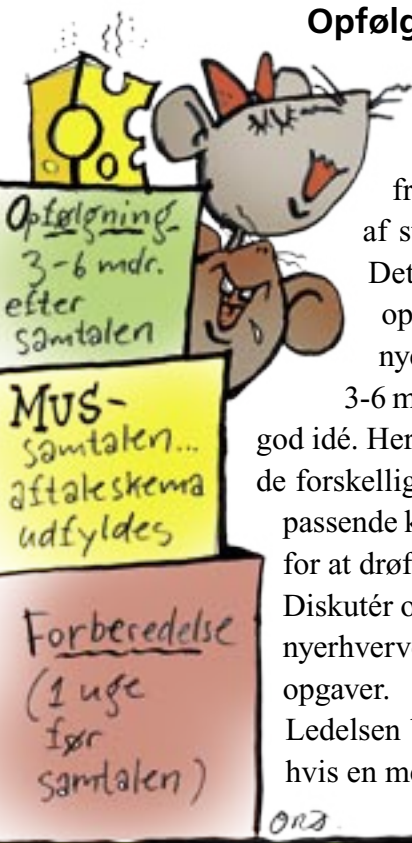 Opfølg
Opfølgning
3-6 mdr.
efter
samtalen
MUS-
samtalen...
aftaleskema
udfyldes
Forberedelse
(1 uge
før
samtalen)
fr
af s
Det
op
nye
3-6 m
god idé. Her
de forskellig
passende k
for at drøf
Diskutér o
nyerhverv
opgaver.
Ledelsen
hvis en me